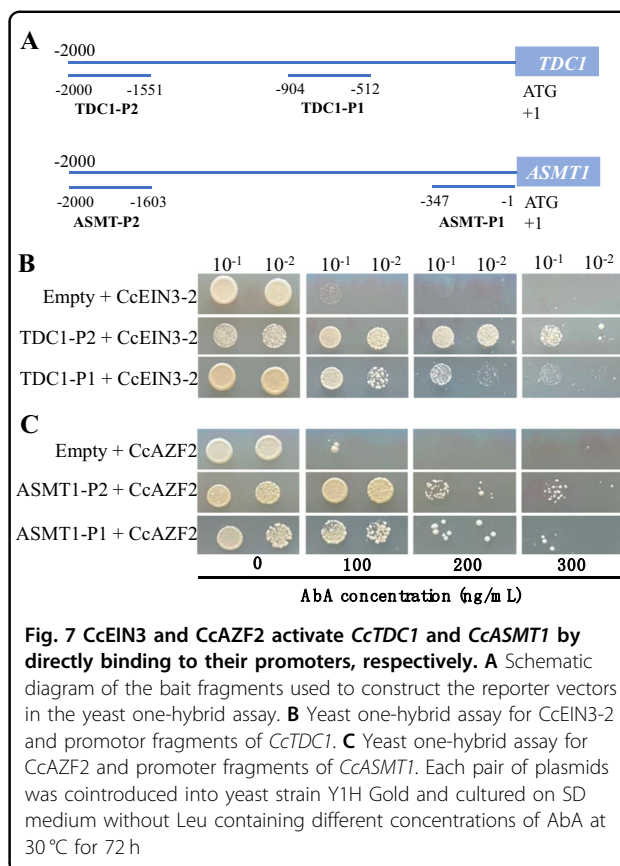 A
-2000
TDC1
-2000 -1551 -904 -512 ATG
TDC1-P2 TDC1-P1 +1
-2000
ASMT1
-2000 -1603 -347 -1 ATG
ASMT-P2 ASMT-P1 +1
B 10-1 10-2 10-1 10-2 10-1 10-2 10-1 10-2
Empty + CcEIN3-2
TDC1-P2 + CcEIN3-2
TDC1-P1 + CcEIN3-2
C
Empty + CcAZF2
ASMT1-P2 + CcAZF2
ASMT1-P1 + CcAZF2
0 100 200 300
AbA concentration (ng/mL)
Fig. 7 CcEIN3 and CcAZF2 activate CcTDC1 and CcASMT1 by
directly binding to their promoters, respectively. A Schematic
diagram of the bait fragments used to construct the reporter vectors
in the yeast one-hybrid assay. B Yeast one-hybrid assay for CcEIN3-2
and promotor fragments of CcTDC1. C Yeast one-hybrid assay for
CcAZF2 and promoter fragments of CcASMT1. Each pair of plasmids
was cointroduced into yeast strain Y1H Gold and cultured on SD
medium without Leu containing different concentrations of AbA at
30 °C for 72 h